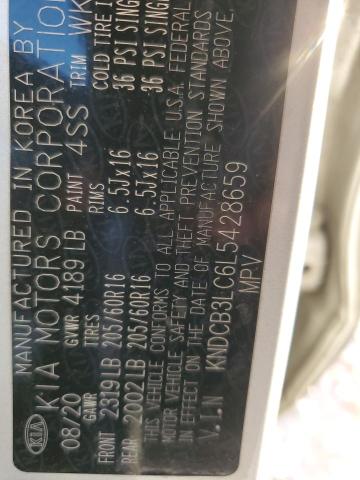 MANUFACTURED IN KOREA BY
KIA KIA MOTORS CORPORATION
08/20 GVWR 4189 LB PAINT 4SS TRIM WK
GAWR TIRES RIMS COLD TIRE I
FRONT 2319 LB 205/60R16 6.5Jx16 36 PSI SINGL
REAR 2002 LB 205/60R16 6.5Jx16 36 PSI SINGL
THIS VEHICLE CONFORMS TO ALL APPLICABLE U.S.A. FEDERAL
MOTOR VEHICLE SAFETY AND THEFT PREVENTION STANDARDS
IN EFFECT ON THE DATE OF MANUFACTURE SHOWN ABOVE.
V.I.N KNDCB3LC6L5428659
MPV